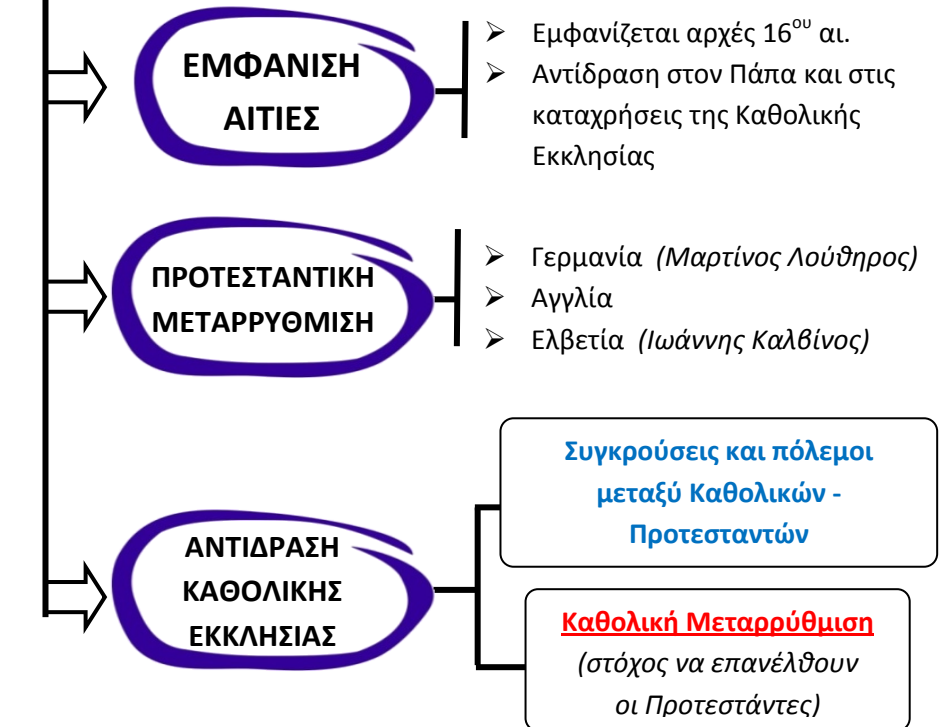 ΕΜΦΑΝΙΣΗ
ΑΙΤΙΕΣ
➢ Εμφανίζεται αρχές 16ου αι.
➢ Αντίδραση στον Πάπα και στις
καταχρήσεις της Καθολικής
Εκκλησίας
ΠΡΟΤΕΣΤΑΝΤΙΚΗ
ΜΕΤΑΡΡΥΘΜΙΣΗ
➢ Γερμανία (Μαρτίνος Λούθηρος)
➢ Αγγλία
➢ Ελβετία (Ιωάννης Καλβίνος)
ΑΝΤΙΔΡΑΣΗ
ΚΑΘΟΛΙΚΗΣ
ΕΚΚΛΗΣΙΑΣ
Συγκρούσεις και πόλεμοι
μεταξύ Καθολικών -
Προτεσταντών
Καθολική Μεταρρύθμιση
(στόχος να επανέλθουν
οι Προτεστάντες)